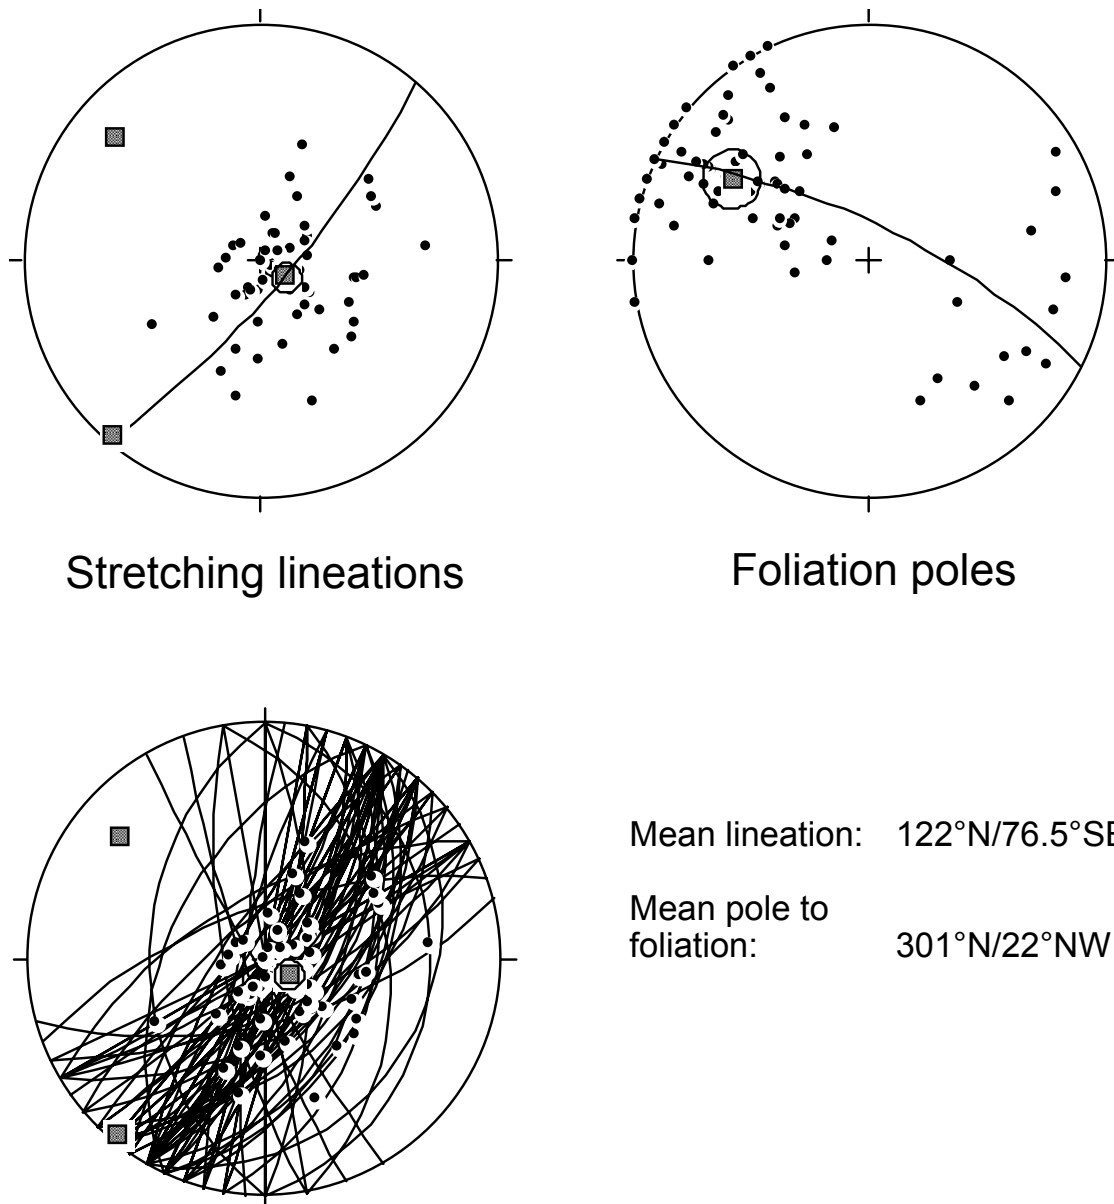 Stretching lineations
Foliation poles
Mean lineation: 122°N/76.5°SE
Mean pole to
foliation: 301°N/22°NW